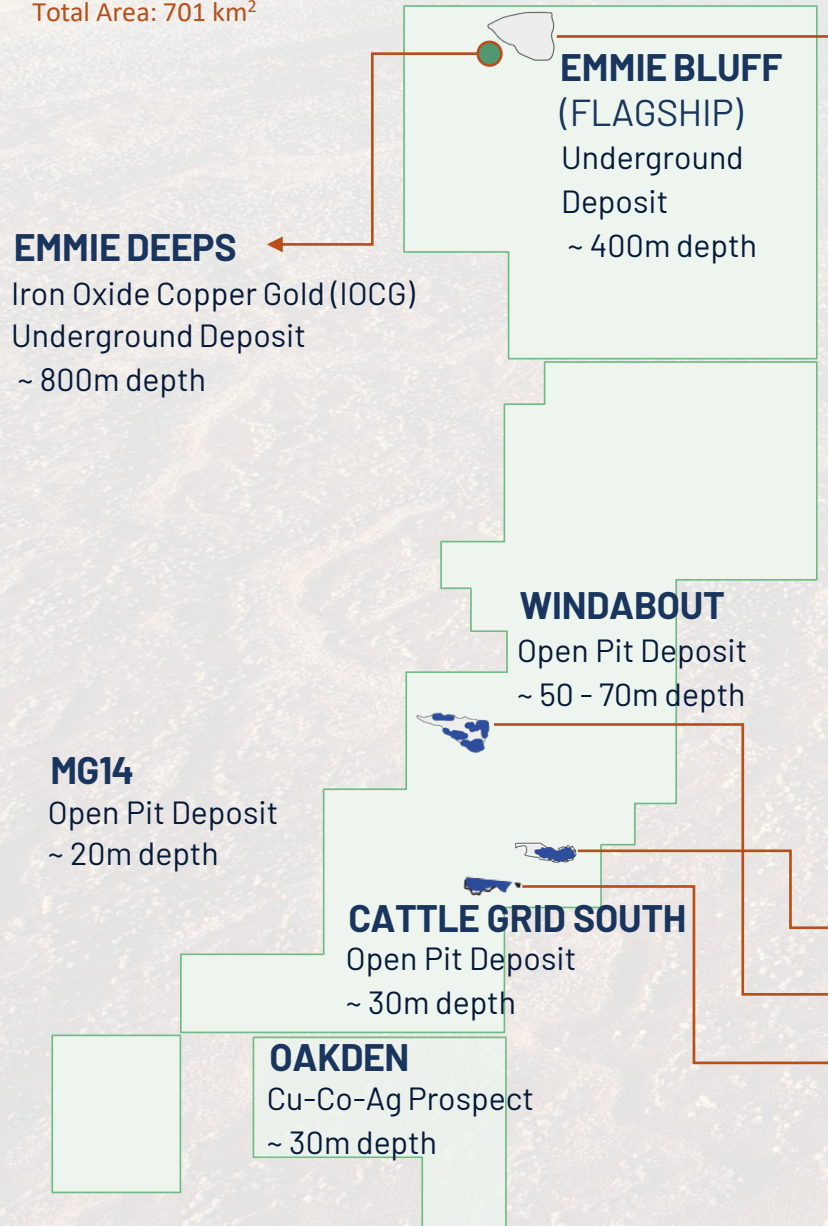 Total Area: 701 km²
EMMIE BLUFF
(FLAGSHIP)
Underground
Deposit
~ 400m depth
EMMIE DEEPS
Iron Oxide Copper Gold (IOCG)
Underground Deposit
~ 800m depth
WINDABOUT
Open Pit Deposit
~ 50 - 70m depth
MG14
Open Pit Deposit
~ 20m depth
CATTLE GRID SOUTH
Open Pit Deposit
~ 30m depth
OAKDEN
Cu-Co-Ag Prospect
~ 30m depth